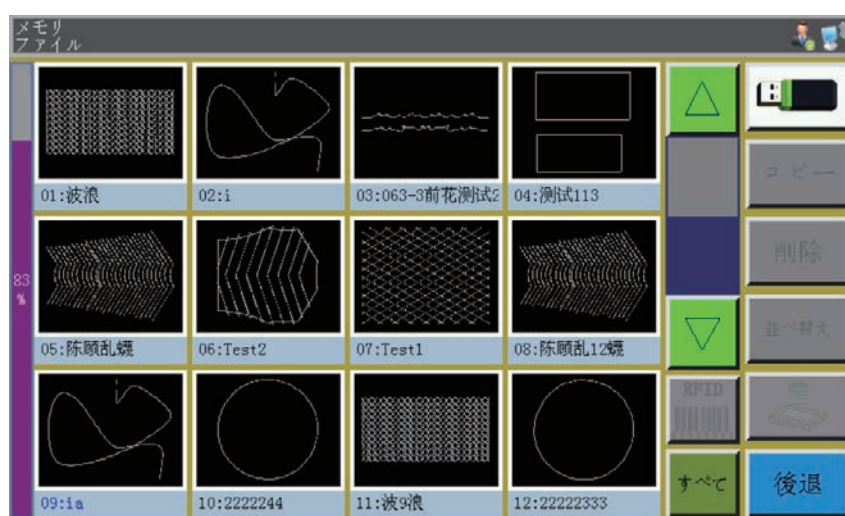 メモリ
ファイル
01:波浪
02:i
03:063-3前花测试2
04:测试113
コピー
83
%
削除
05:陈顾乱蠖
06:Test2
07:Test1
08:陈顾乱12蠖
並べ替え
RFID
09:ia
10:2222244
11:波9浪
12:22222333
すべて
後退